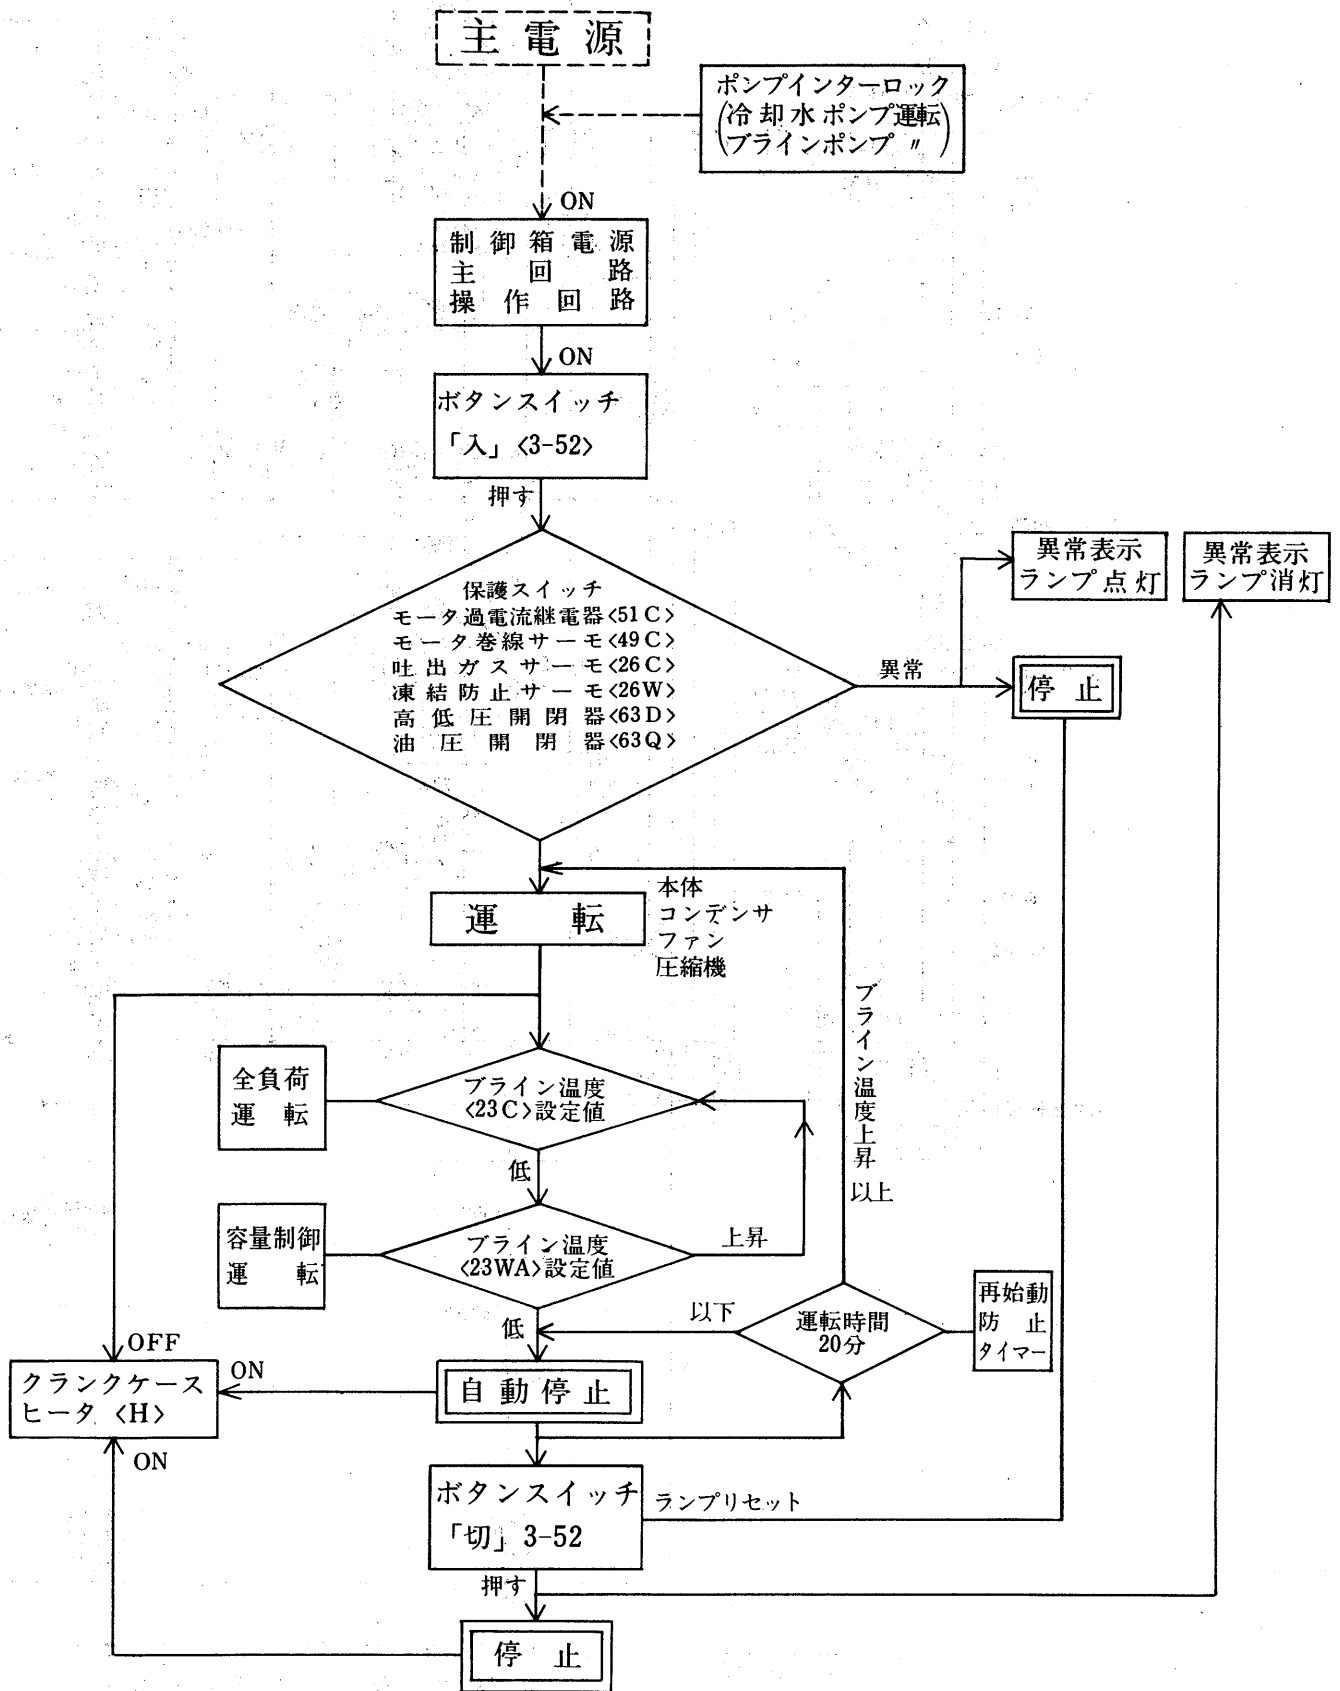 主電源
ポンプインターロック
(冷却水ポンプ運転)
(ブラインポンプ 〃)
ON
制御箱電源
主回路
操作回路
ON
ボタンスイッチ
「入」<3-52>
押す
保護スイッチ
モータ過電流継電器<51C>
モータ巻線サーモ<49C>
吐出ガスサーモ<26C>
凍結防止サーモ<26W>
高低圧開閉器<63D>
油圧開閉器<63Q>
異常
異常表示
ランプ点灯
異常表示
ランプ消灯
停止
運転
本体
コンデンサ
ファン
圧縮機
ブライン温度上昇
以上
全負荷
運転
ブライン温度
<23C>設定値
低
容量制御
運転
ブライン温度
<23WA>設定値
上昇
低
以下
運転時間
20分
再始動
防止
タイマー
OFF
クランクケース
ヒータ<H>
ON
ON
自動停止
ボタンスイッチ
「切」3-52
ランプリセット
押す
停止